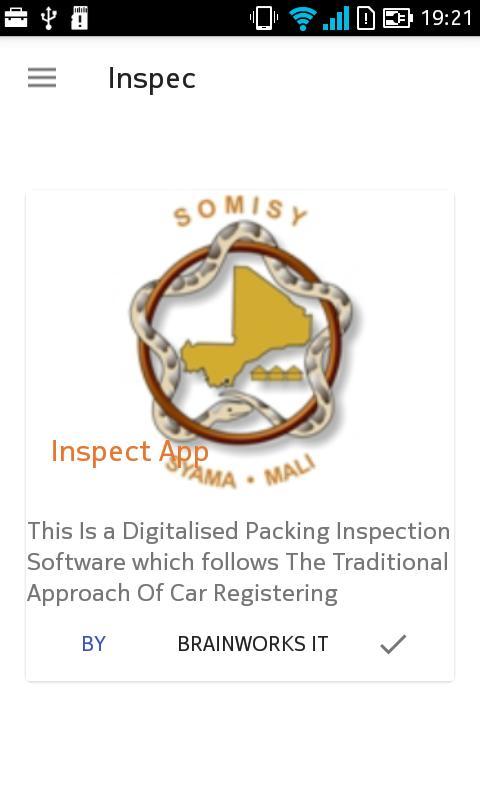 19:21
Inspec
SOMISY
Inspect App
SYAMA • MALI
This Is a Digitalised Packing Inspection
Software which follows The Traditional
Approach Of Car Registering
BY BRAINWORKS IT